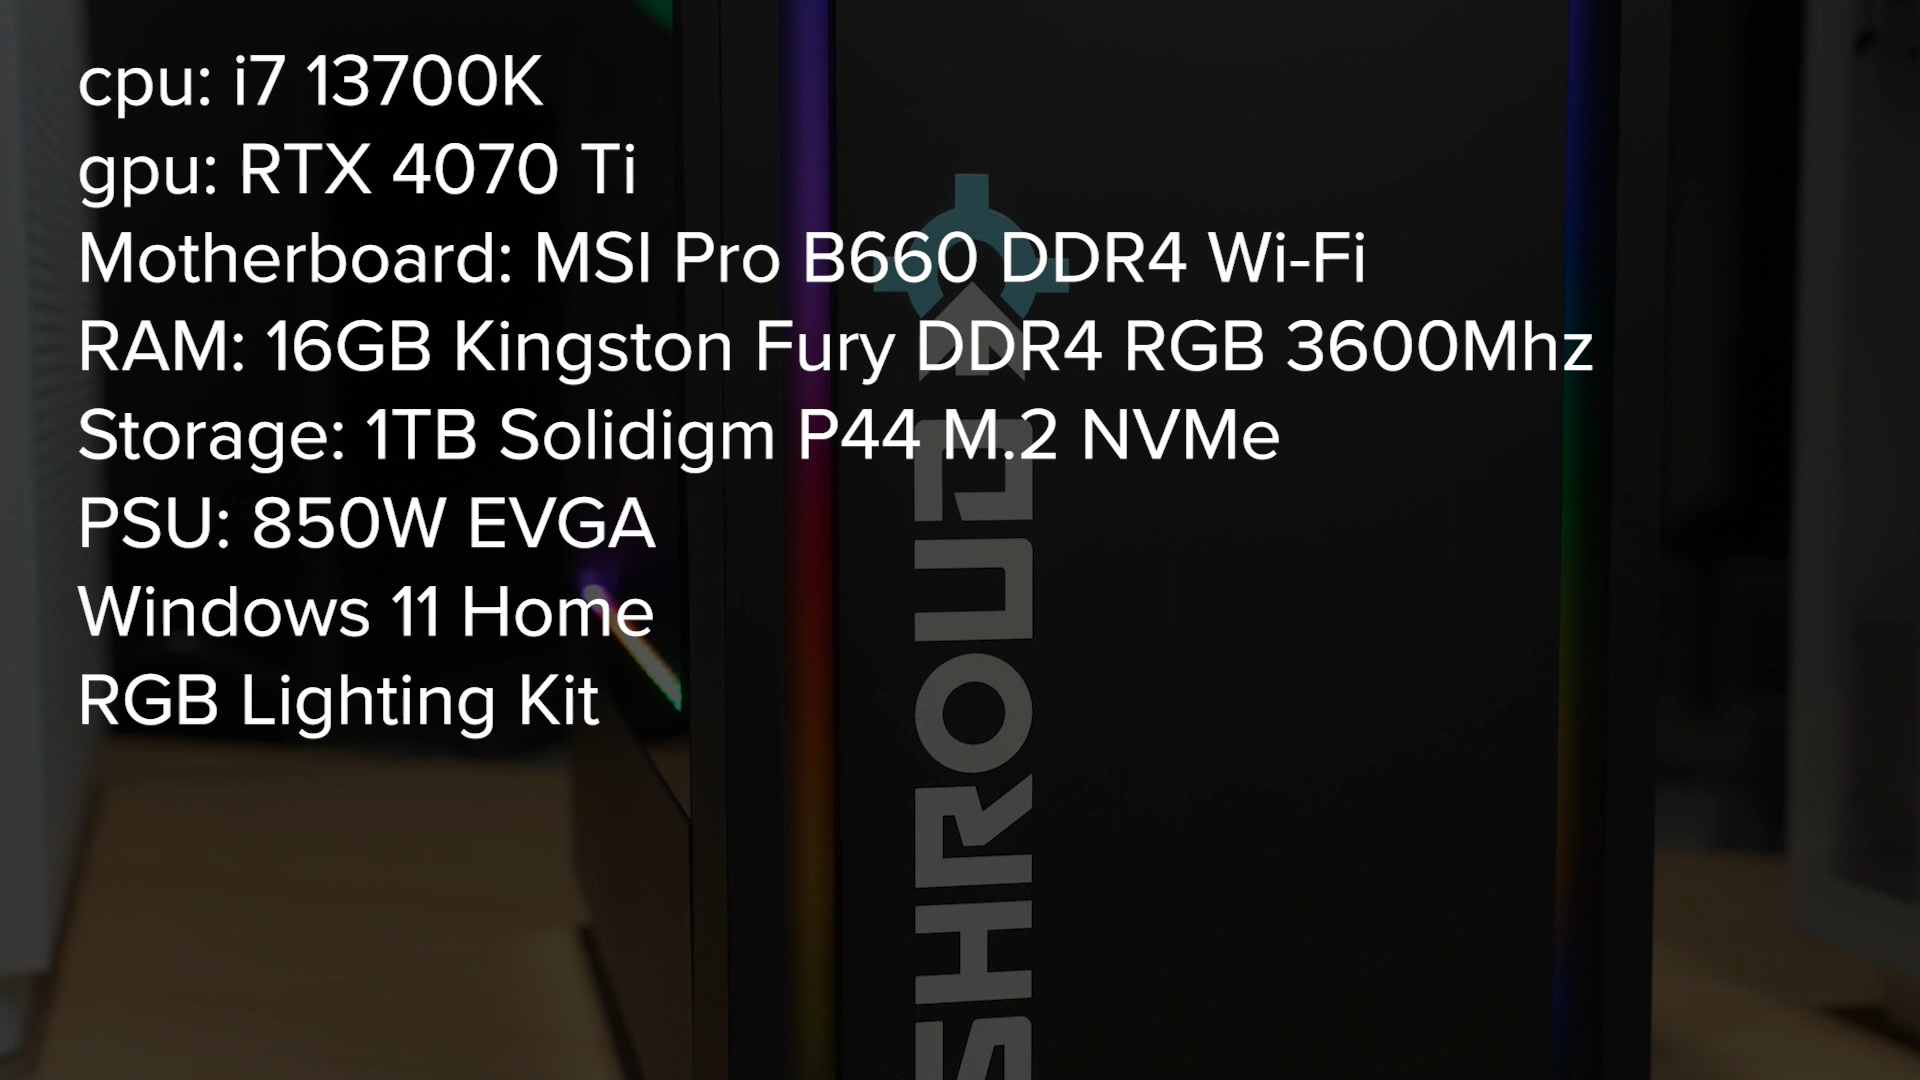 cpu: i7 13700K
gpu: RTX 4070 Ti
Motherboard: MSI Pro B660 DDR4 Wi-Fi
RAM: 16GB Kingston Fury DDR4 RGB 3600Mhz
Storage: 1TB Solidigm P44 M.2 NVMe
PSU: 850W EVGA
Windows 11 Home
RGB Lighting Kit
SHROUD